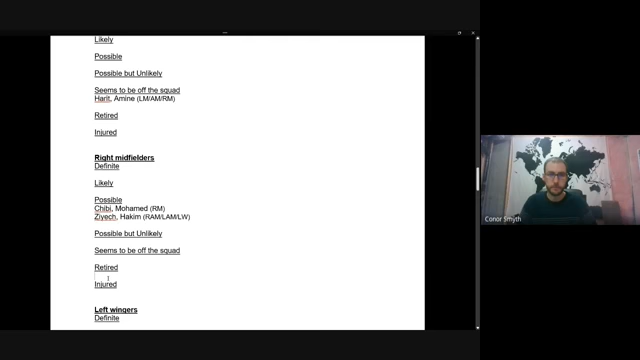 Likely
Possible
Possible but Unlikely
Seems to be off the squad
Harit, Amine (LM/AM/RM)
Retired
Injured
Right midfielders
Definite
Likely
Possible
Chibi, Mohamed (RM)
Ziyech, Hakim (RAM/LAM/LW)
Possible but Unlikely
Seems to be off the squad
Retired
Injured
Left wingers
Definite
Conor Smyth